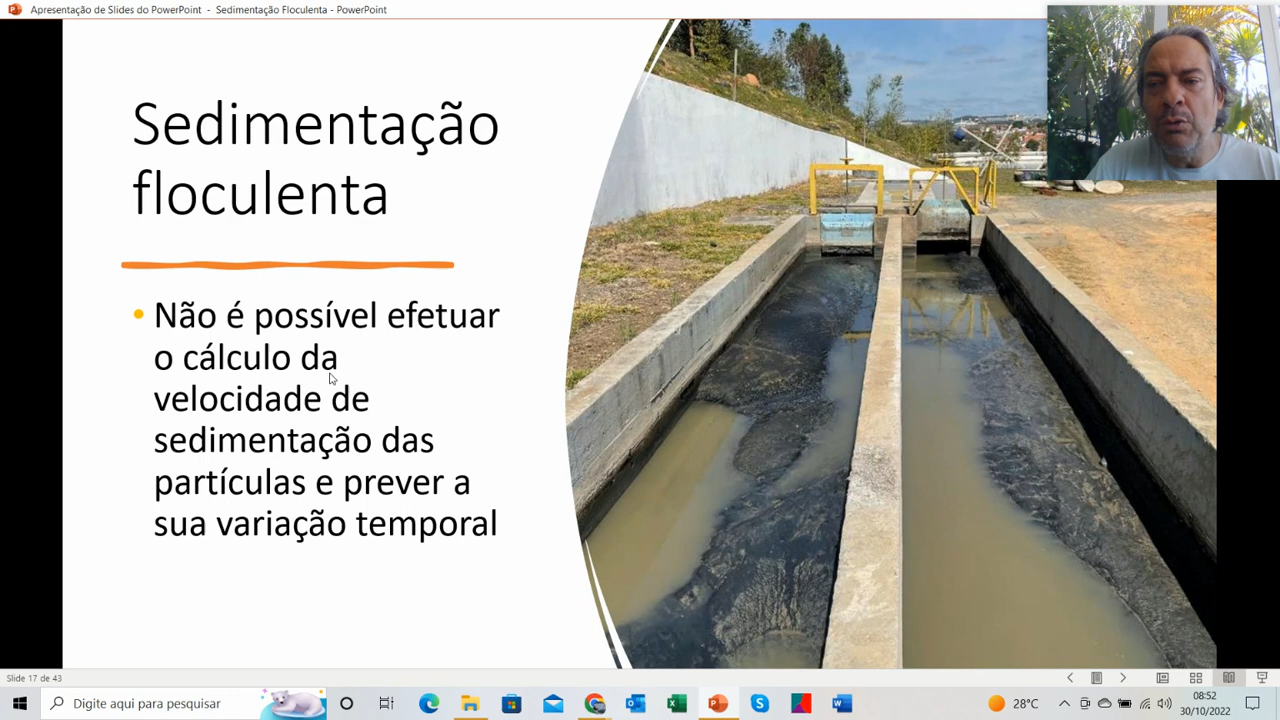 Apresentação de Slides do PowerPoint - Sedimentação Floculenta - PowerPoint
Sedimentação
floculenta
• Não é possível efetuar
o cálculo da
velocidade de
sedimentação das
partículas e prever a
sua variação temporal
Slide 17 de 43
Digite aqui para pesquisar
28°C
08:52
30/10/2022